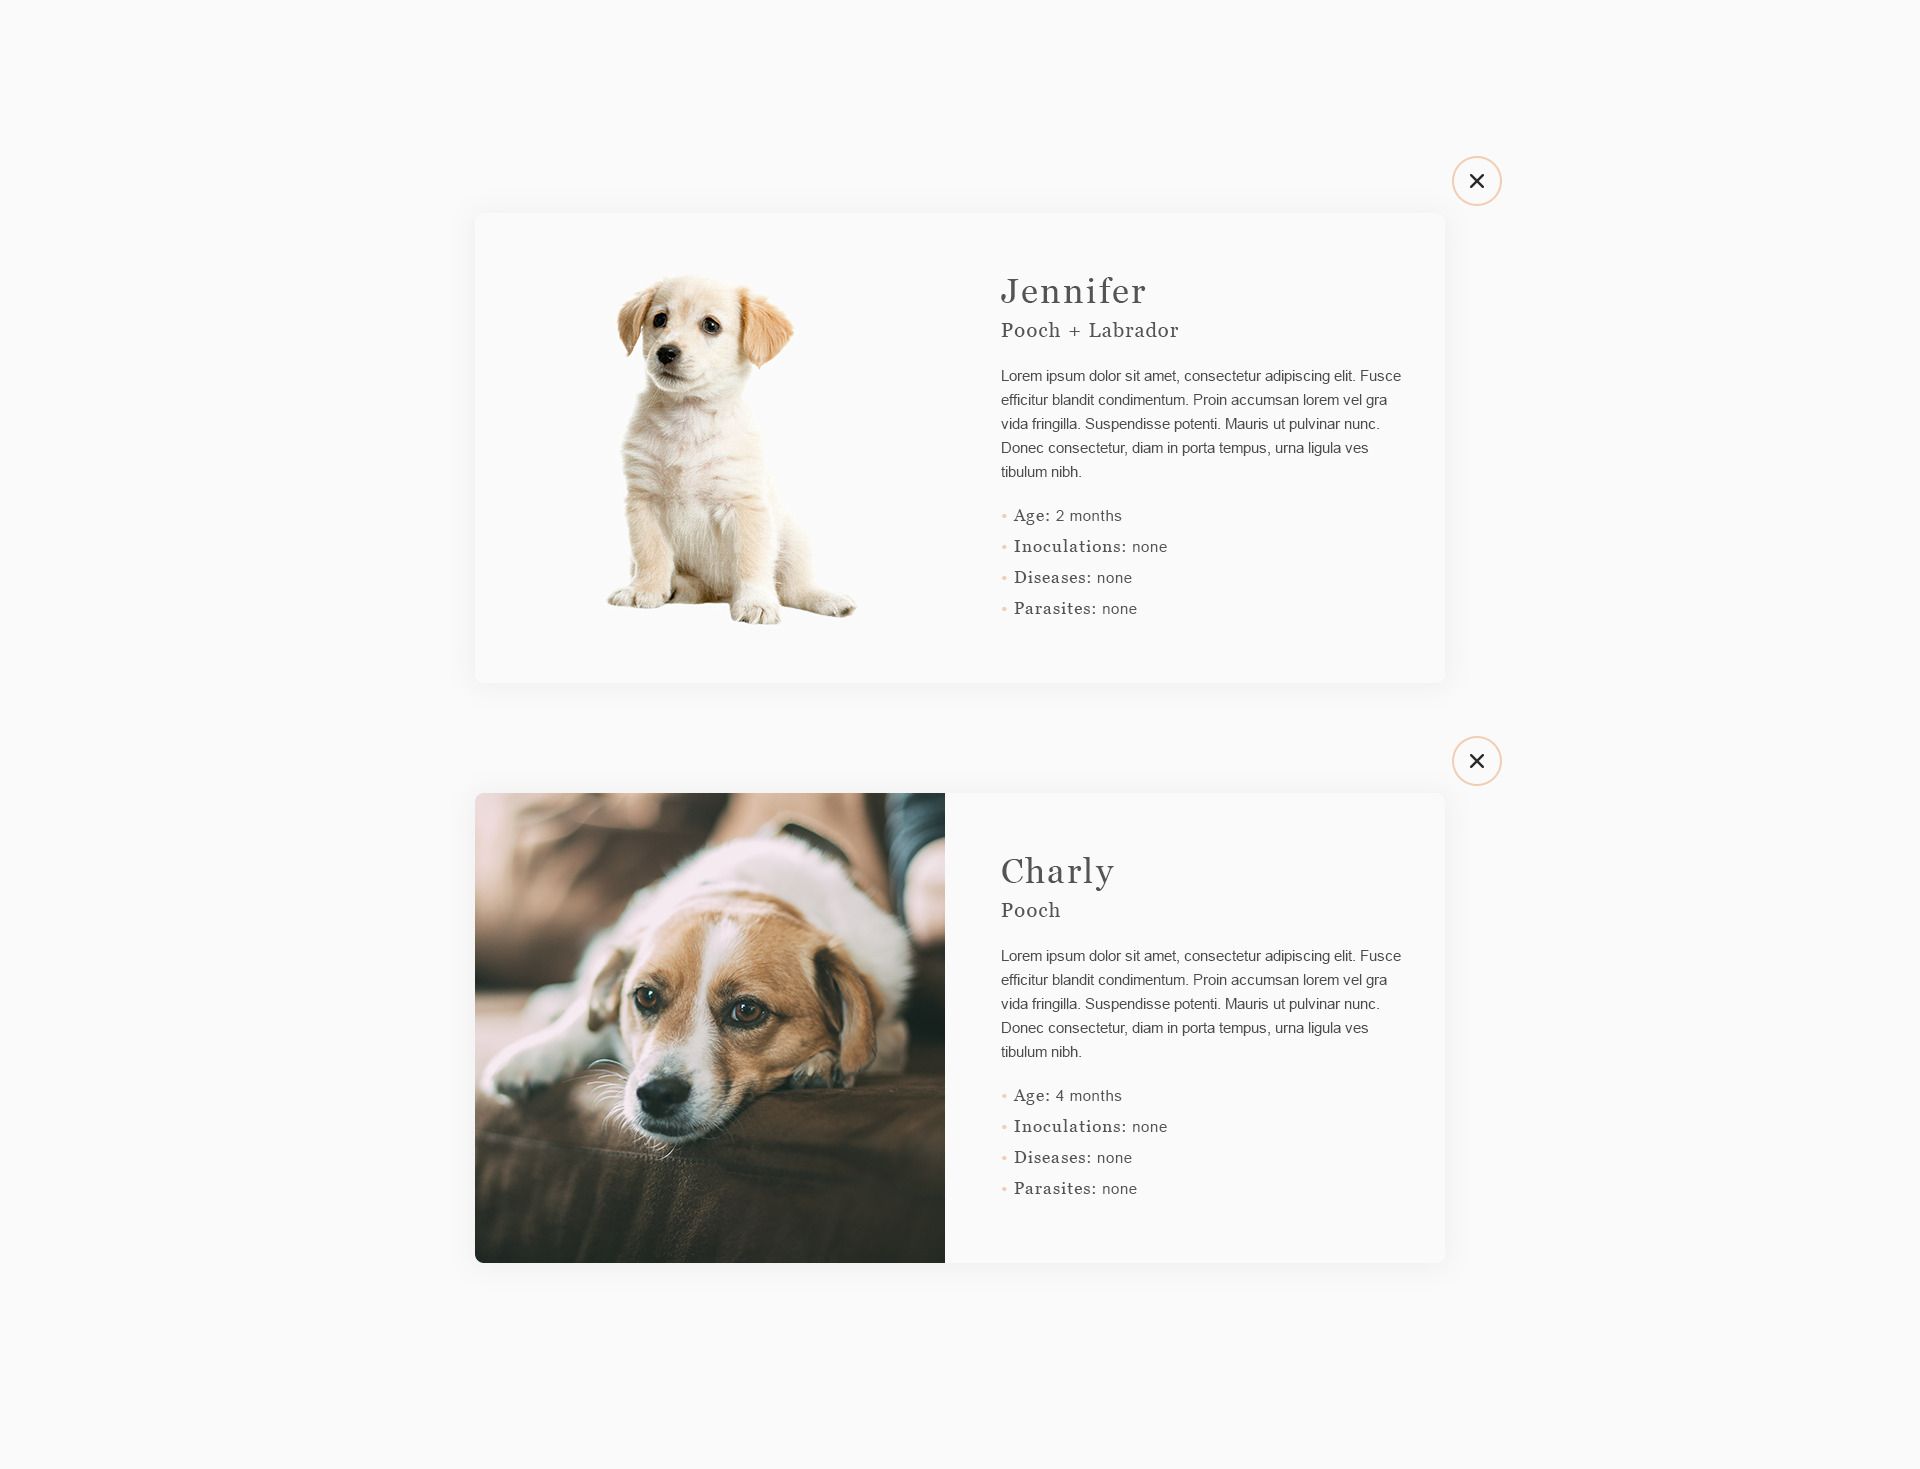 Jennifer
Pooch + Labrador
Lorem ipsum dolor sit amet, consectetur adipiscing elit. Fusce
efficitur blandit condimentum. Proin accumsan lorem vel gra
vida fringilla. Suspendisse potenti. Mauris ut pulvinar nunc.
Donec consectetur, diam in porta tempus, urna ligula ves
tibulum nibh.
• Age: 2 months
• Inoculations: none
• Diseases: none
• Parasites: none
Charly
Pooch
Lorem ipsum dolor sit amet, consectetur adipiscing elit. Fusce
efficitur blandit condimentum. Proin accumsan lorem vel gra
vida fringilla. Suspendisse potenti. Mauris ut pulvinar nunc.
Donec consectetur, diam in porta tempus, urna ligula ves
tibulum nibh.
• Age: 4 months
• Inoculations: none
• Diseases: none
• Parasites: none